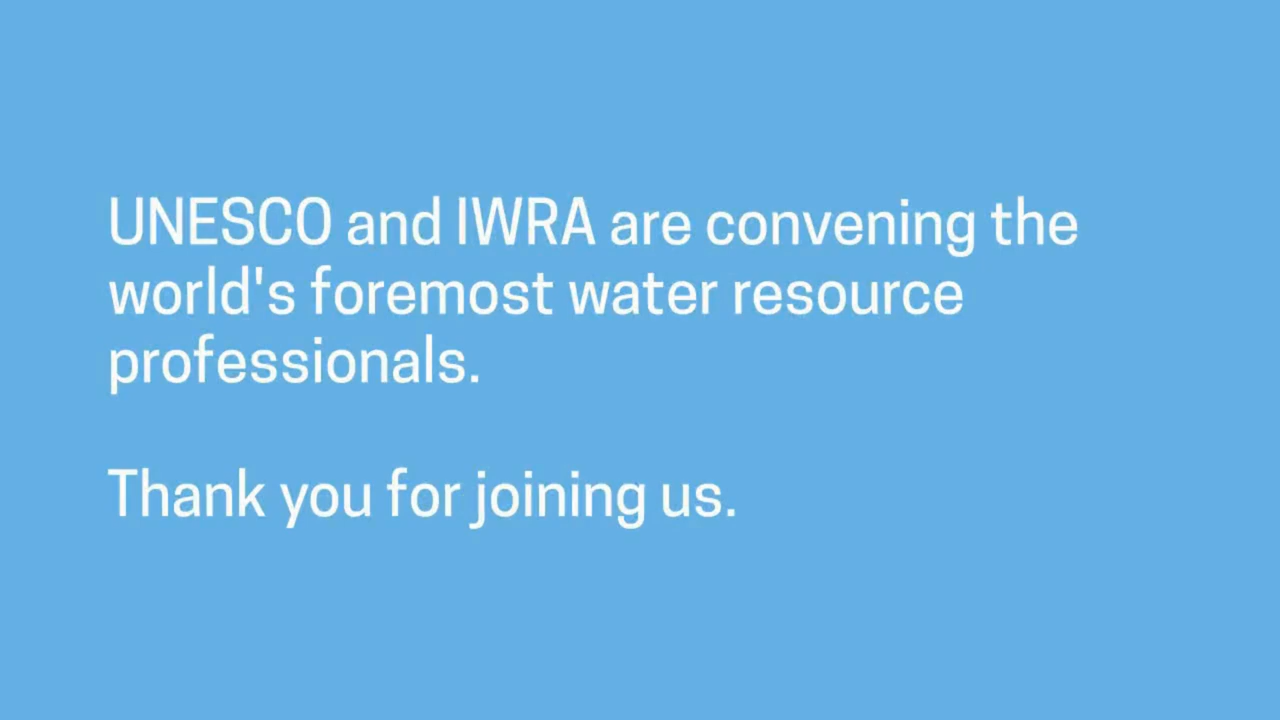 UNESCO and IWRA are convening the
world's foremost water resource
professionals.
Thank you for joining us.